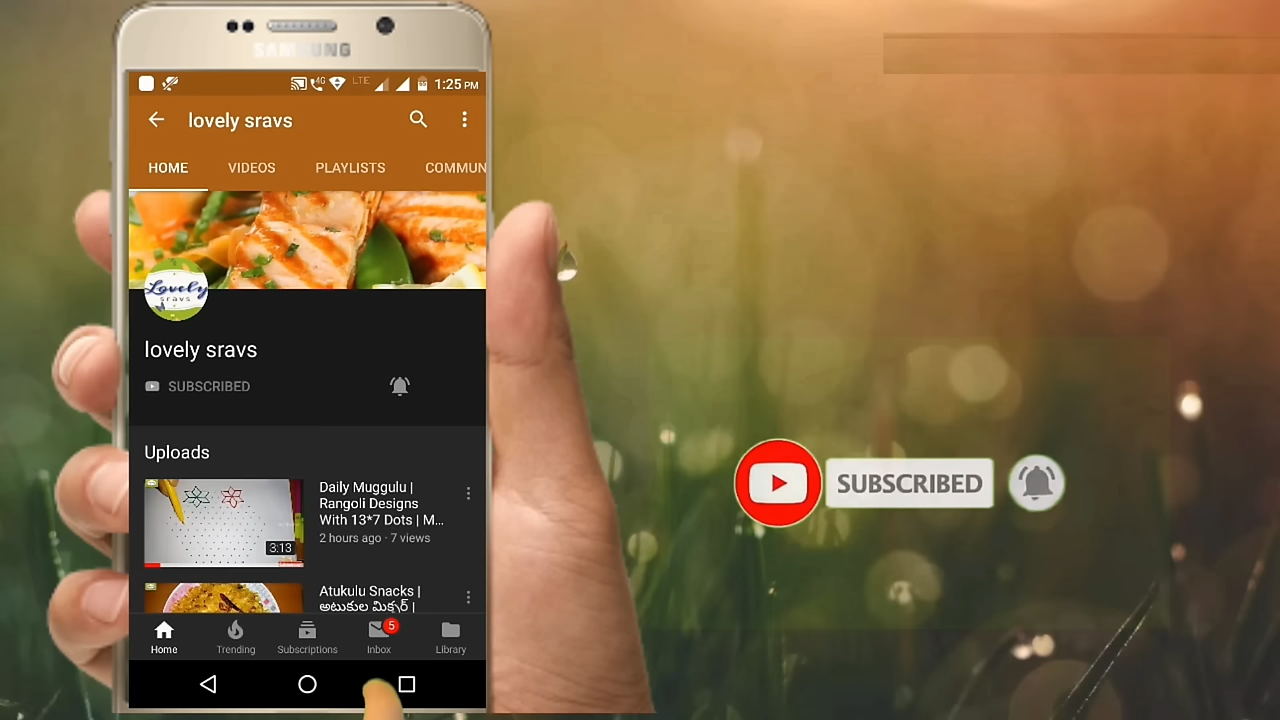 SAMSUNG
4G LTE 1:25 PM
lovely sravs
HOME VIDEOS PLAYLISTS COMMUN
Lovely
sravs
lovely sravs
SUBSCRIBED
Uploads
Daily Muggulu |
Rangoli Designs
With 13*7 Dots | M...
2 hours ago · 7 views
3:13
Atukulu Snacks |
అటుకుల మిక్చర్ |
Home Trending Subscriptions Inbox 5 Library
SUBSCRIBED